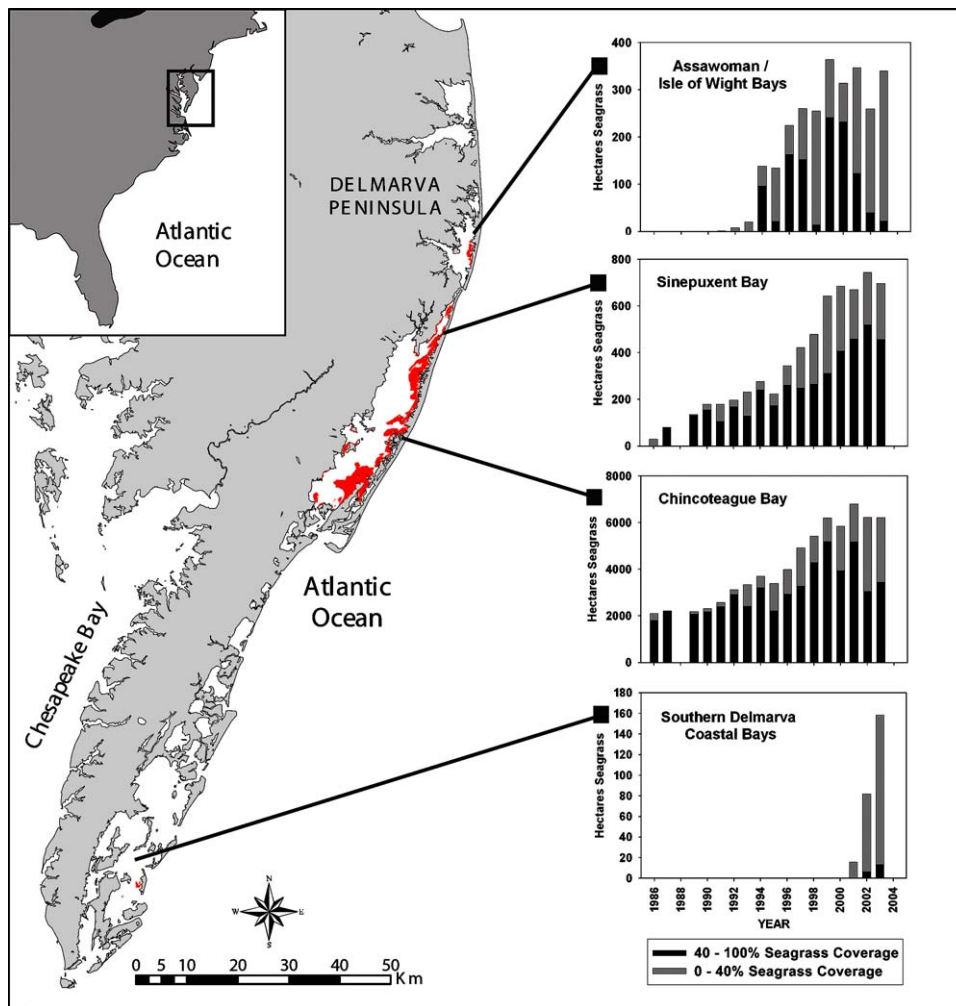 Atlantic
Ocean
DELMARVA
PENINSULA
Atlantic
Ocean
Chesapeake Bay
N
W
E
S
0 5 10 20 30 40 50
Km
Assawoman /
Isle of Wight Bays
Hectares Seagrass
400
300
200
100
0
Sinepuxent Bay
Hectares Seagrass
800
600
400
200
0
Chincoteague Bay
Hectares Seagrass
8000
6000
4000
2000
0
Southern Delmarva
Coastal Bays
Hectares Seagrass
180
160
140
120
100
80
60
40
20
0
1986 1988 1990 1992 1994 1996 1998 2000 2002 2004
YEAR
40 - 100% Seagrass Coverage
0 - 40% Seagrass Coverage